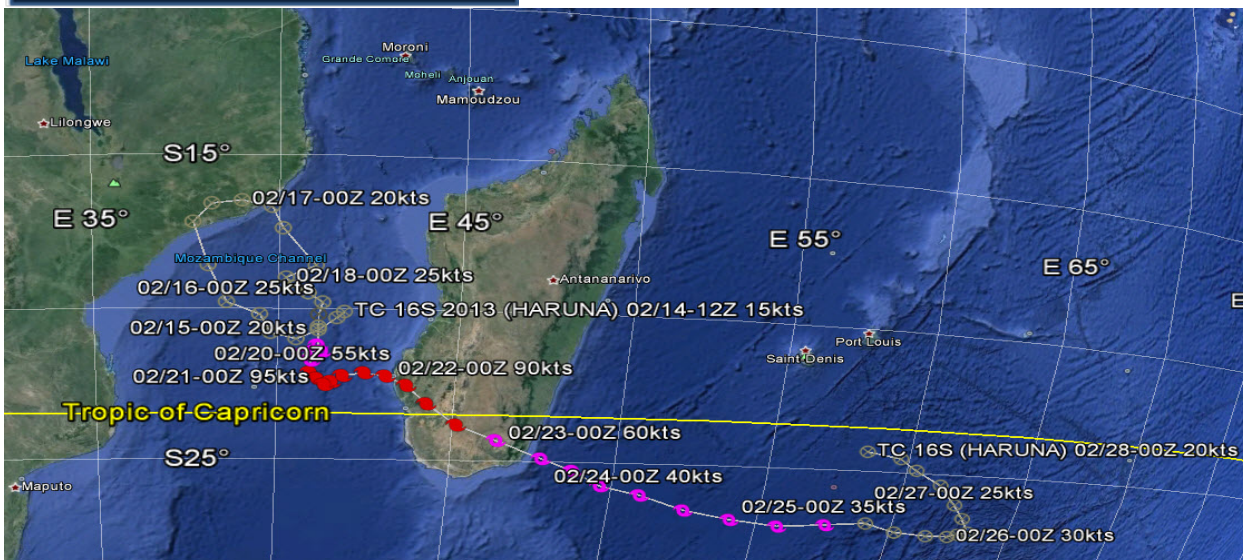 Moroni
Grande Comore
Moheli
Anjouan
Mamoudzou
Lake Malawi
Lilongwe
S15°
02/17-00Z 20kts
E 35°
E 45°
E 55°
E 65°
Mozambique Channel
02/18-00Z 25kts
Antananarivo
02/16-00Z 25kts
TC 16S 2013 (HARUNA) 02/14-12Z 15kts
02/15-00Z 20kts
Port Louis
Saint Denis
02/20-00Z 55kts
02/21-00Z 95kts
02/22-00Z 90kts
Tropic of Capricorn
02/23-00Z 60kts
S25°
TC 16S (HARUNA) 02/28-00Z 20kts
02/24-00Z 40kts
Maputo
02/27-00Z 25kts
02/25-00Z 35kts
02/26-00Z 30kts